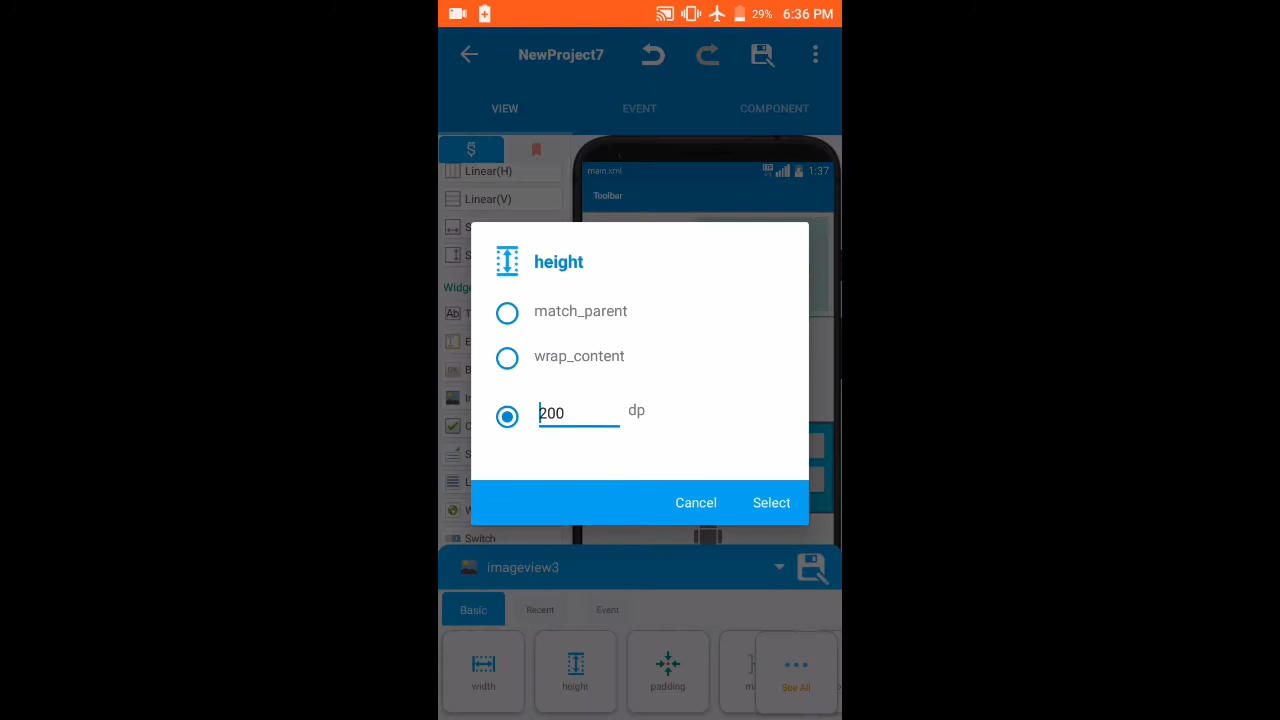 29% 6:36 PM
NewProject7
VIEW EVENT COMPONENT
Linear(H)
main.xml 1:37
Linear(V)
Toolbar
height
match_parent
wrap_content
200 dp
Cancel Select
Switch
imageview3
Basic Recent Event
width height padding See All